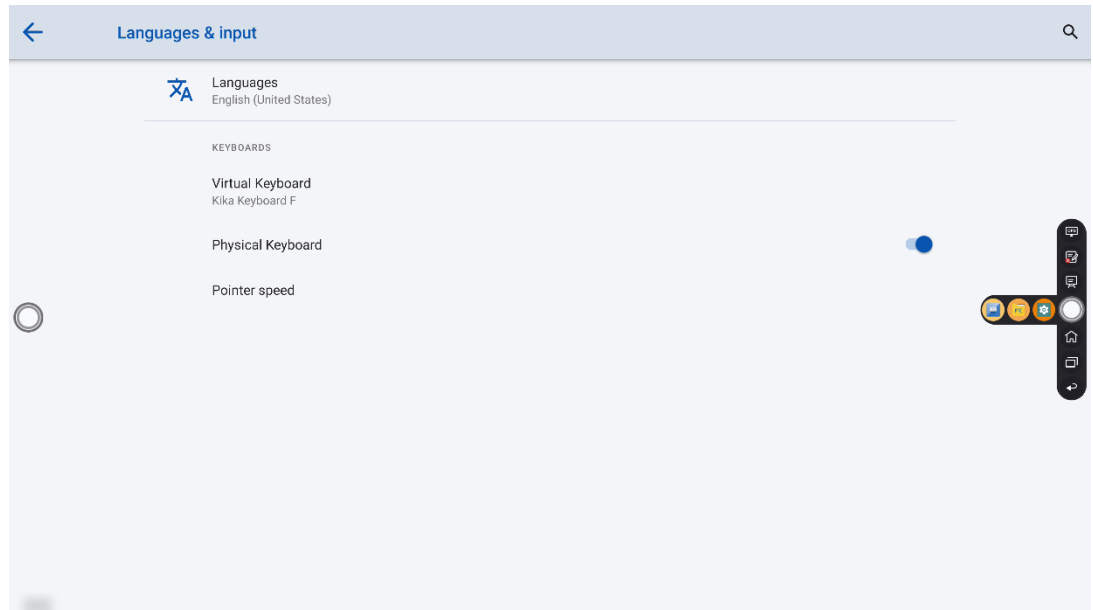 Languages & input
Languages
English (United States)
KEYBOARDS
Virtual Keyboard
Kika Keyboard F
Physical Keyboard
Pointer speed